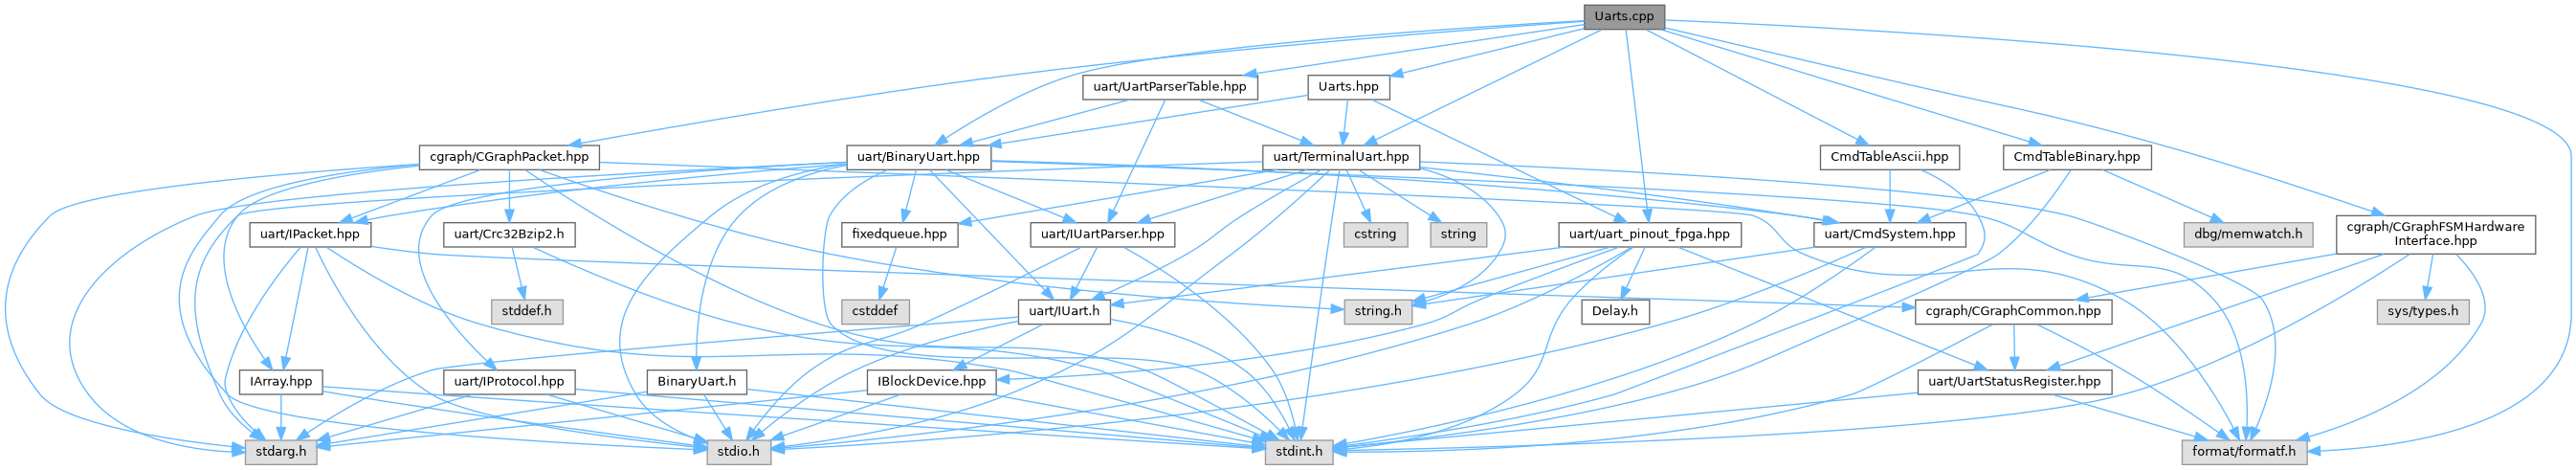 Uarts.cpp
uart/UartParserTable.hpp
Uarts.hpp
cgraph/CGraphPacket.hpp
uart/BinaryUart.hpp
uart/TerminalUart.hpp
CmdTableAscii.hpp
CmdTableBinary.hpp
uart/IPacket.hpp
uart/Crc32Bzip2.h
fixedqueue.hpp
uart/IUartParser.hpp
cstring
string
uart/uart_pinout_fpga.hpp
uart/CmdSystem.hpp
dbg/memwatch.h
cgraph/CGraphFSMHardware
Interface.hpp
stddef.h
cstddef
uart/IUart.h
string.h
Delay.h
cgraph/CGraphCommon.hpp
sys/types.h
IArray.hpp
uart/IProtocol.hpp
BinaryUart.h
IBlockDevice.hpp
uart/UartStatusRegister.hpp
stdarg.h
stdio.h
stdint.h
format/formatf.h